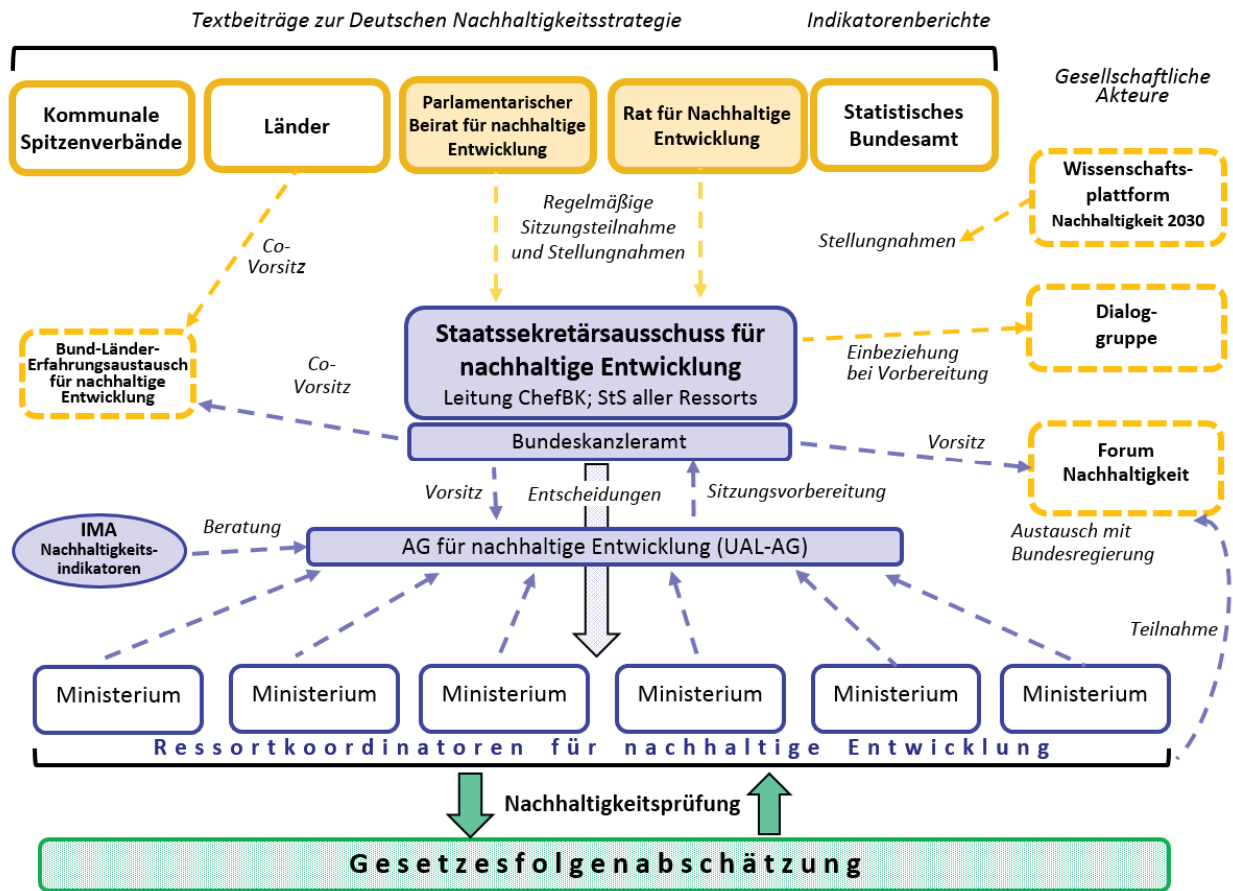 Textbeiträge zur Deutschen Nachhaltigkeitsstrategie
Indikatorenberichte
Kommunale
Spitzenverbände
Länder
Parlamentarischer
Beirat für nachhaltige
Entwicklung
Rat für Nachhaltige
Entwicklung
Statistisches
Bundesamt
Gesellschaftliche
Akteure
Wissenschafts-
plattform
Nachhaltigkeit 2030
Regelmäßige
Sitzungsteilnahme
und Stellungnahmen
Stellungnahmen
Co-
Vorsitz
Staatssekretärsausschuss für
nachhaltige Entwicklung
Leitung ChefBK; StS aller Ressorts
Dialog-
gruppe
Einbeziehung
bei Vorbereitung
Bund-Länder-
Erfahrungsaustausch
für nachhaltige
Entwicklung
Co-
Vorsitz
Bundeskanzleramt
Vorsitz
Forum
Nachhaltigkeit
Vorsitz
Entscheidungen
Sitzungsvorbereitung
IMA
Nachhaltigkeits-
indikatoren
Beratung
AG für nachhaltige Entwicklung (UAL-AG)
Austausch mit
Bundesregierung
Teilnahme
Ministerium
Ministerium
Ministerium
Ministerium
Ministerium
Ministerium
Ressortkoordinatoren für nachhaltige Entwicklung
Nachhaltigkeitsprüfung
Gesetzesfolgenabschätzung